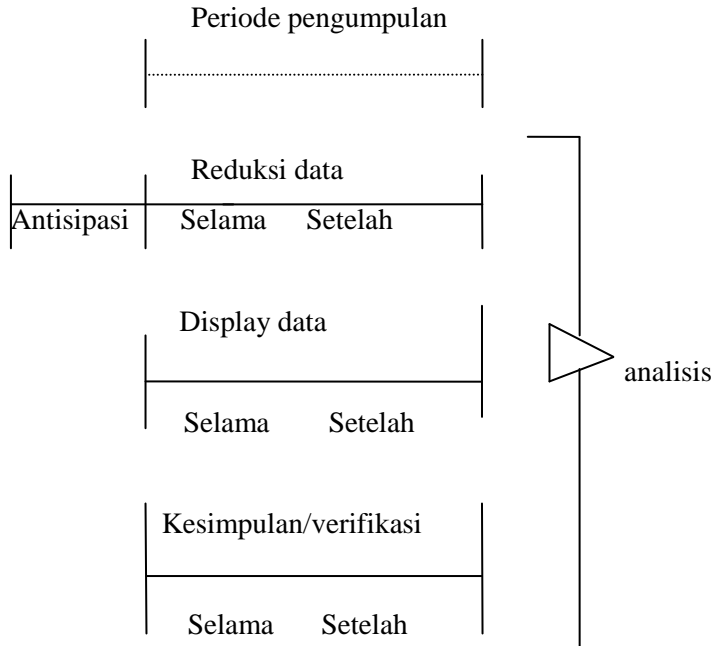 Periode pengumpulan
Reduksi data
Antisipasi Selama Setelah
Display data
analisis
Selama Setelah
Kesimpulan/verifikasi
Selama Setelah